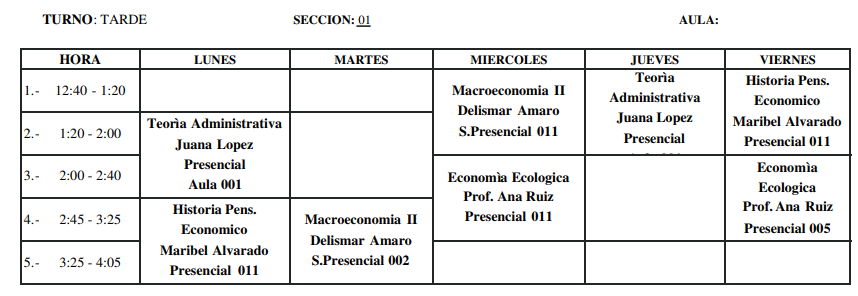 TURNO: TARDE SECCION: 01 AULA:
HORA LUNES MARTES MIERCOLES JUEVES VIERNES
1.- 12:40 - 1:20
2.- 1:20 - 2:00
3.- 2:00 - 2:40
4.- 2:45 - 3:25
5.- 3:25 - 4:05
Teorìa Administrativa
Juana Lopez
Presencial
Aula 001
Historia Pens.
Economico
Maribel Alvarado
Presencial 011
Macroeconomia II
Delismar Amaro
S.Presencial 002
Macroeconomia II
Delismar Amaro
S.Presencial 011
Economìa Ecologica
Prof. Ana Ruiz
Presencial 011
Teorìa
Administrativa
Juana Lopez
Presencial
Historia Pens.
Economico
Maribel Alvarado
Presencial 011
Economìa
Ecologica
Prof. Ana Ruiz
Presencial 005